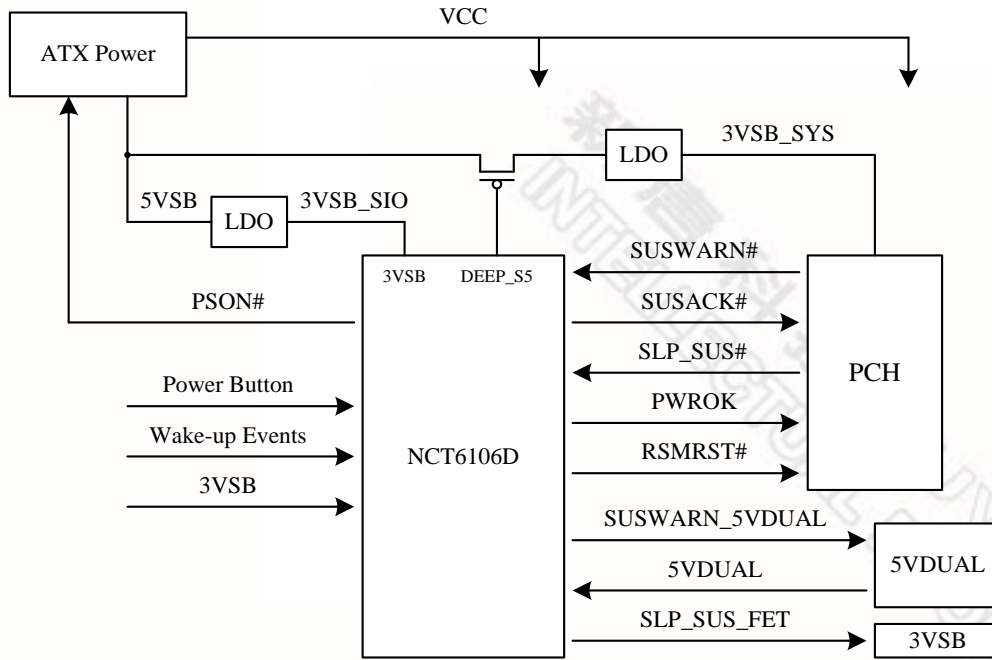 VCC
ATX Power
3VSB_SYS
LDO
5VSB
3VSB_SIO
LDO
3VSB
DEEP_S5
SUSWARN#
PSON#
SUSACK#
SLP_SUS#
PCH
Power Button
PWROK
Wake-up Events
NCT6106D
RSMRST#
3VSB
SUSWARN_5VDUAL
5VDUAL
5VDUAL
SLP_SUS_FET
3VSB